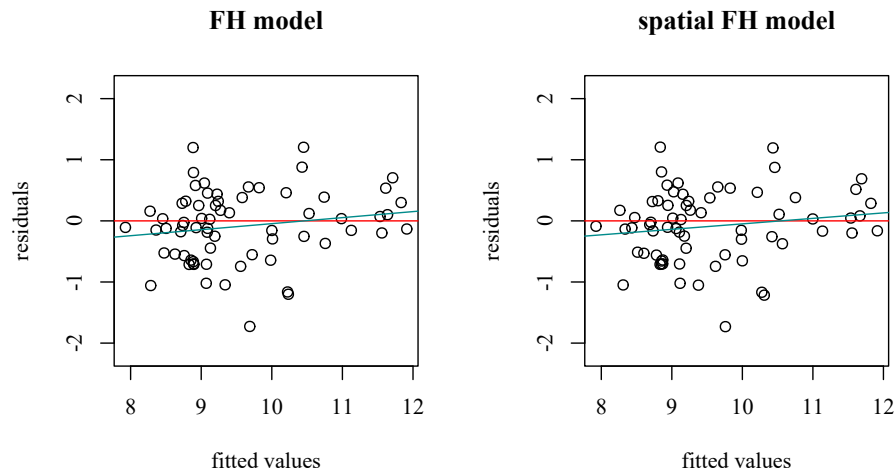 FH model
residuals
2
1
0
-1
-2
8 9 10 11 12
fitted values
spatial FH model
residuals
2
1
0
-1
-2
8 9 10 11 12
fitted values